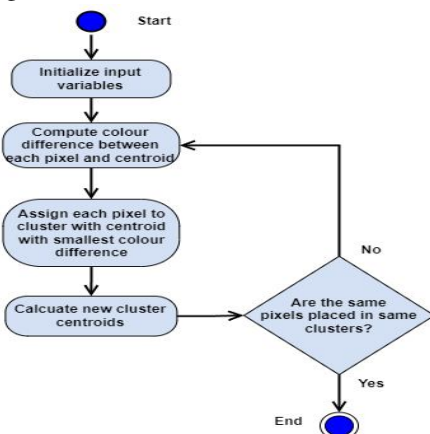 Start
Initialize input
variables
Compute colour
difference between
each pixel and centroid
Assign each pixel to
cluster with centroid
with smallest colour
difference
Calcuate new cluster
centroids
Are the same
pixels placed in same
clusters?
No
Yes
End